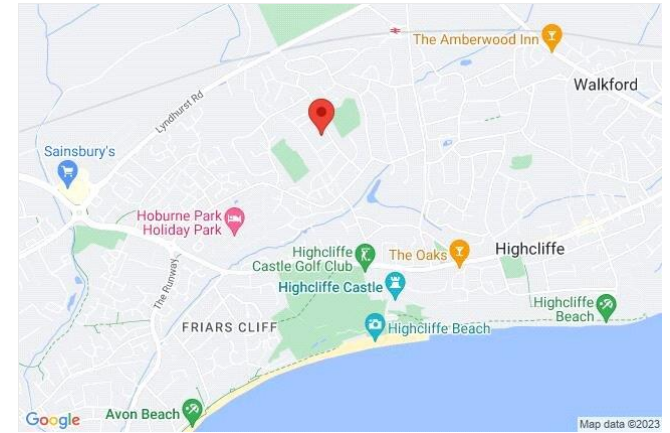 The Amberwood Inn
Walkford
Lyndhurst Rd
Sainsbury's
Hoburne Park
Holiday Park
Highcliffe
Castle Golf Club
The Oaks
Highcliffe
The Runway
Highcliffe Castle
Highcliffe
Beach
FRIARS CLIFF
Highcliffe Beach
Avon Beach
Google
Map data ©2023